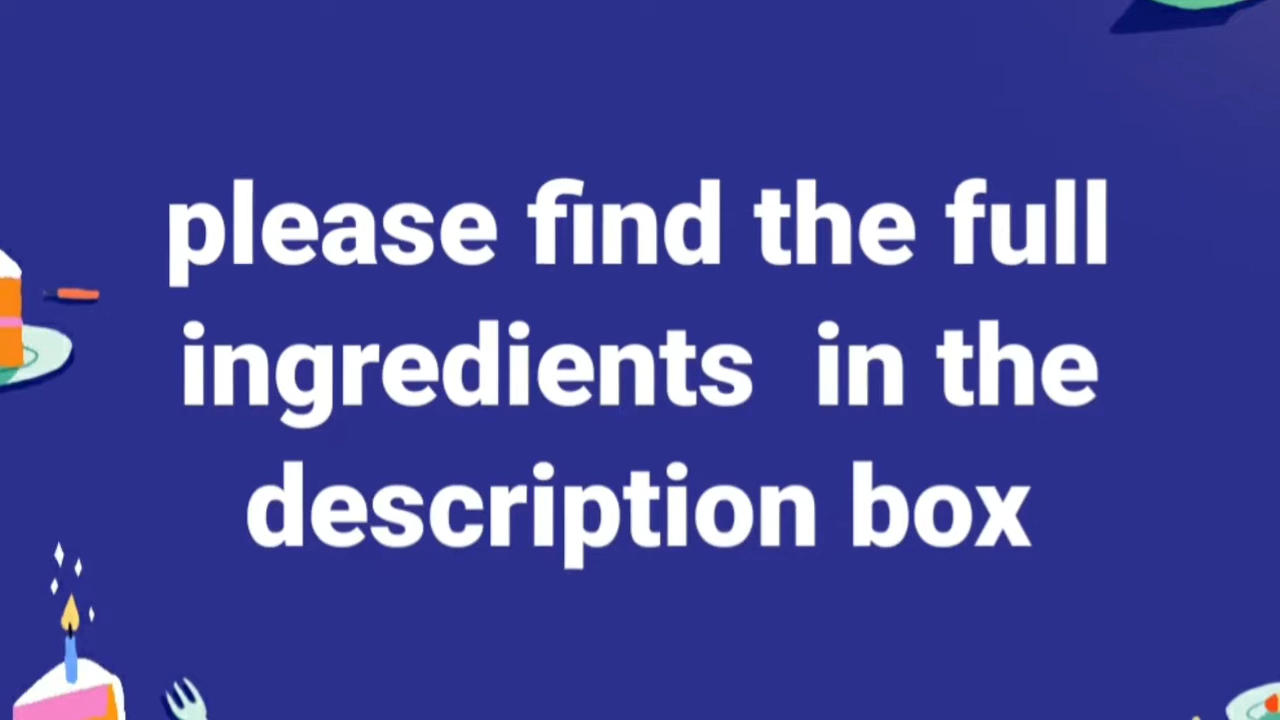 please find the full
ingredients  in the
description box